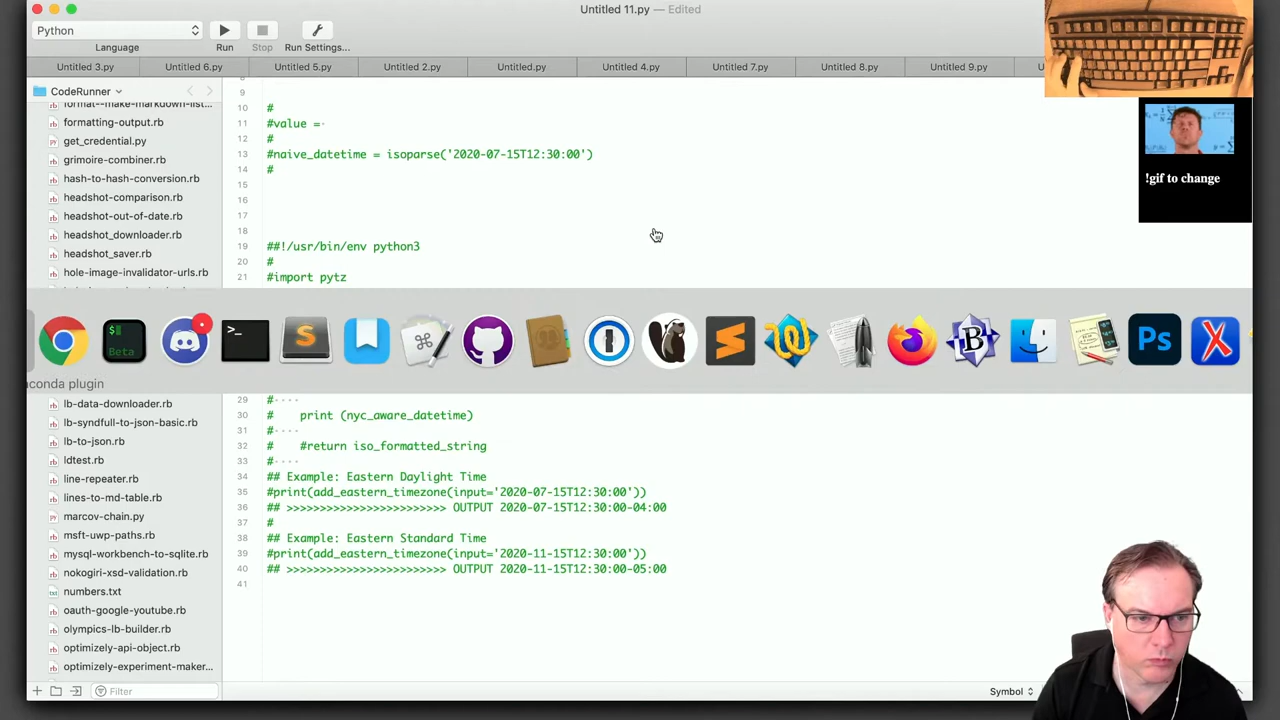 Untitled 11.py — Edited
Python
Language
Run
Stop
Run Settings...
Untitled 3.py
Untitled 6.py
Untitled 5.py
Untitled 2.py
Untitled.py
Untitled 4.py
Untitled 7.py
Untitled 8.py
Untitled 9.py
CodeRunner
format--make-markdown-list...
formatting-output.rb
get_credential.py
grimoire-combiner.rb
hash-to-hash-conversion.rb
headshot-comparison.rb
headshot-out-of-date.rb
headshot_downloader.rb
headshot_saver.rb
hole-image-invalidator-urls.rb
9
10 #
11 #value =
12 #
13 #naive_datetime = isoparse('2020-07-15T12:30:00')
14 #
15
16
17
18
19 ##!/usr/bin/env python3
20 #
21 #import pytz
!gif to change
$
Beta
>_
Ps
conda plugin
lb-data-downloader.rb
lb-syndfull-to-json-basic.rb
lb-to-json.rb
ldtest.rb
line-repeater.rb
lines-to-md-table.rb
marcov-chain.py
msft-uwp-paths.rb
mysql-workbench-to-sqlite.rb
nokogiri-xsd-validation.rb
numbers.txt
oauth-google-youtube.rb
olympics-lb-builder.rb
optimizely-api-object.rb
optimizely-experiment-maker...
29 #
30 # print (nyc_aware_datetime)
31 #
32 # #return iso_formatted_string
33 #
34 ## Example: Eastern Daylight Time
35 #print(add_eastern_timezone(input='2020-07-15T12:30:00'))
36 ## >>>>>>>>>>>>>>>>>>>>>>>> OUTPUT 2020-07-15T12:30:00-04:00
37 #
38 ## Example: Eastern Standard Time
39 #print(add_eastern_timezone(input='2020-11-15T12:30:00'))
40 ## >>>>>>>>>>>>>>>>>>>>>>>> OUTPUT 2020-11-15T12:30:00-05:00
41
Filter
Symbol